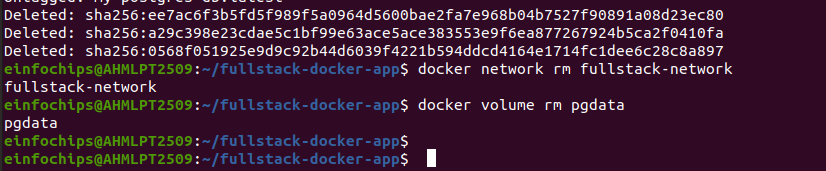 Deleted: sha256:ee7ac6f3b5fd5f989f5a0964d5600bae2fa7e968b04b7527f90891a08d23ec80
Deleted: sha256:a29c398e23cdae5c1bf99e63ace5ace383553e9f6ea877267924b5ca2f0410fa
Deleted: sha256:0568f051925e9d9c92b44d6039f4221b594ddcd4164e1714fc1dee6c28c8a897
einfochips@AHMLPT2509:~/fullstack-docker-app$ docker network rm fullstack-network
fullstack-network
einfochips@AHMLPT2509:~/fullstack-docker-app$ docker volume rm pgdata
pgdata
einfochips@AHMLPT2509:~/fullstack-docker-app$
einfochips@AHMLPT2509:~/fullstack-docker-app$